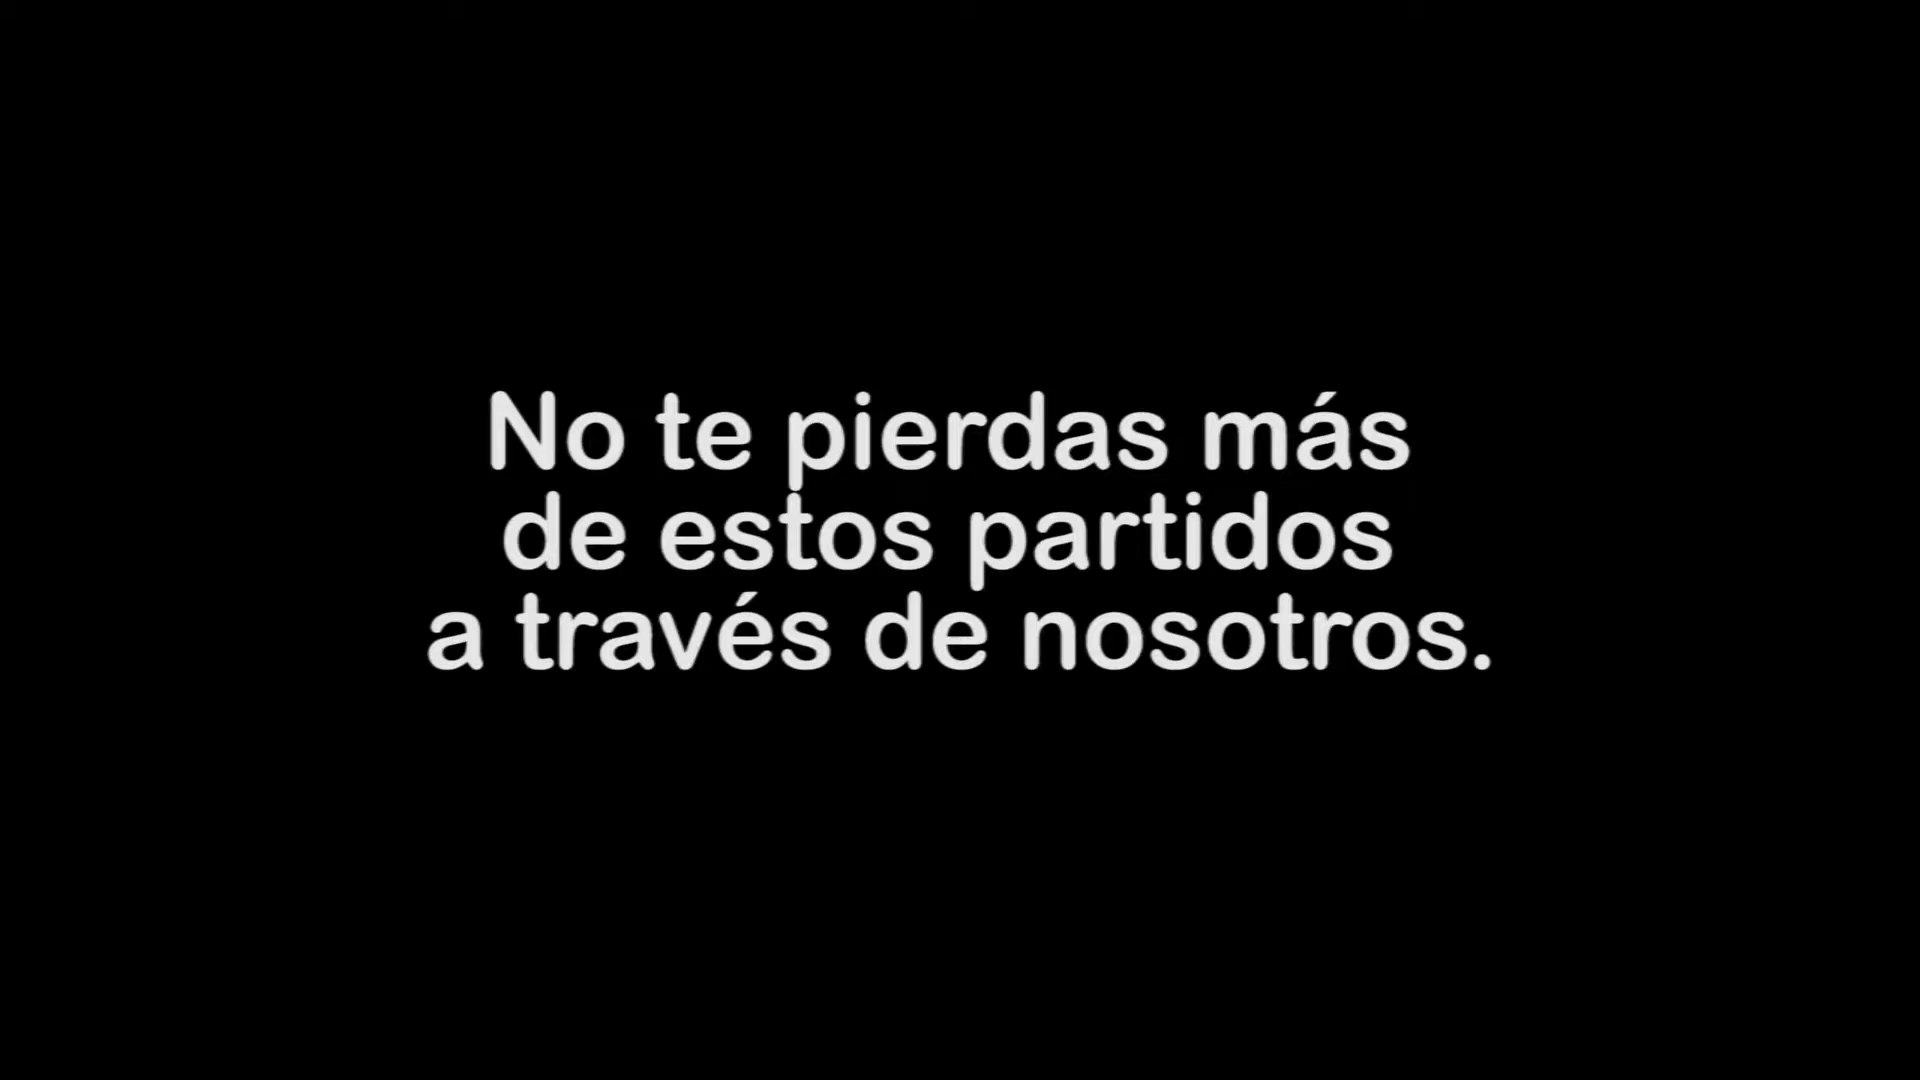 No te pierdas más
de estos partidos
a través de nosotros.